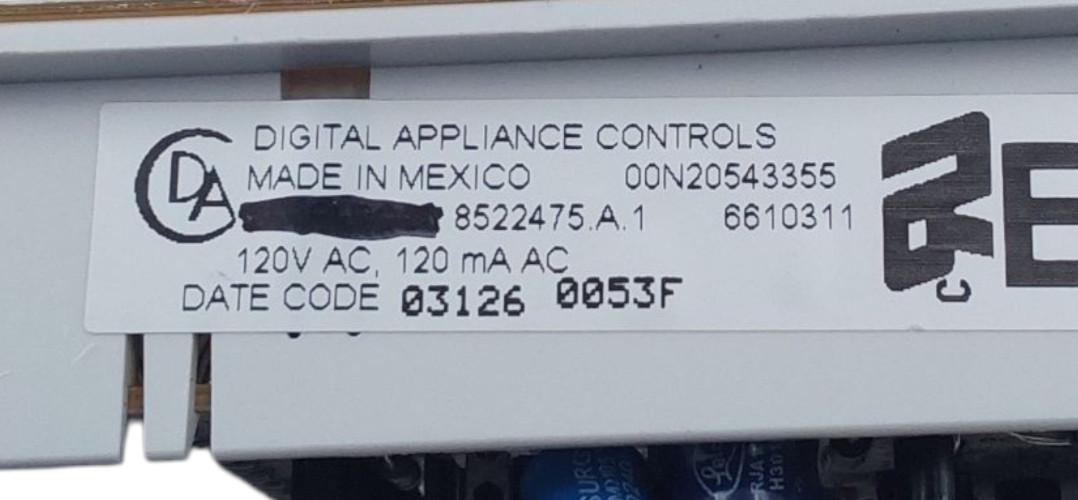 CDA DIGITAL APPLIANCE CONTROLS
MADE IN MEXICO 00N20543355
8522475.A.1 6610311
120V AC, 120 mA AC
DATE CODE 03126 0053F
C